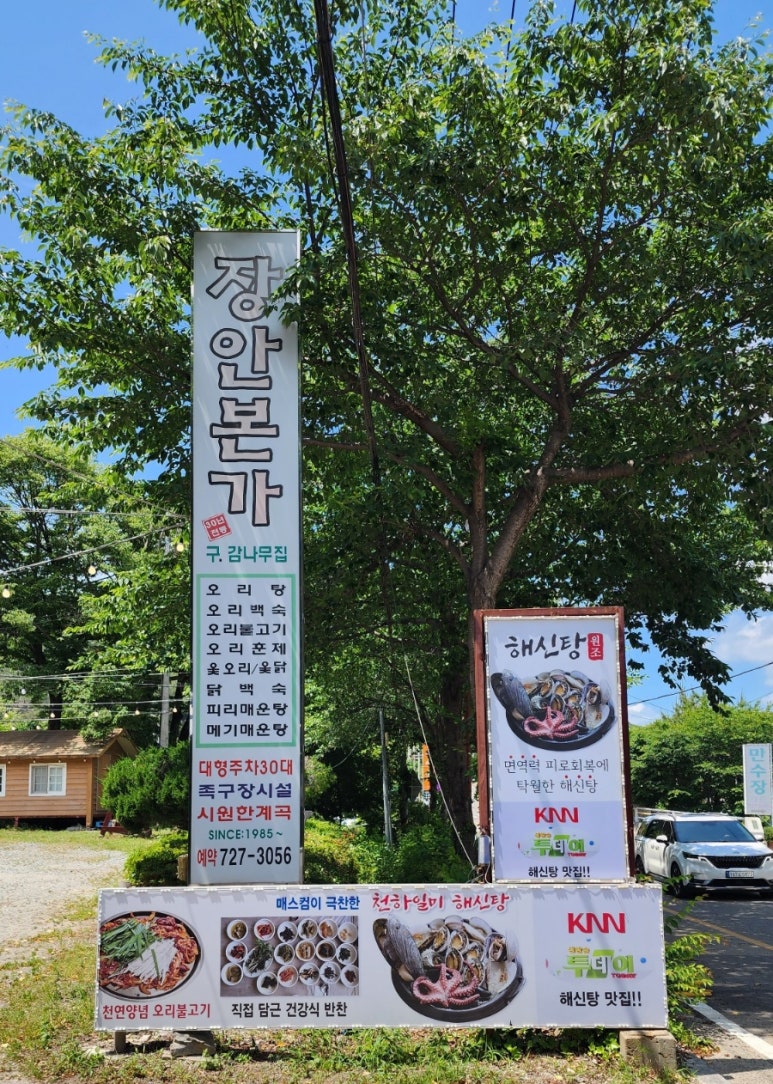 장안본가
30년
전통
구. 감나무집
오리탕
오리백숙
오리불고기
오리훈제
옻오리/옻닭
닭백숙
피리매운탕
메기매운탕
대형주차30대
족구장시설
시원한계곡
SINCE:1985~
예약 727-3056
해신탕 원조
면역력 피로회복에
탁월한 해신탕
KNN
투데이
TODAY
해신탕 맛집!!
만수장
매스컴이 극찬한 천하일미 해신탕
천연양념 오리불고기
직접 담근 건강식 반찬
KNN
투데이
TODAY
해신탕 맛집!!